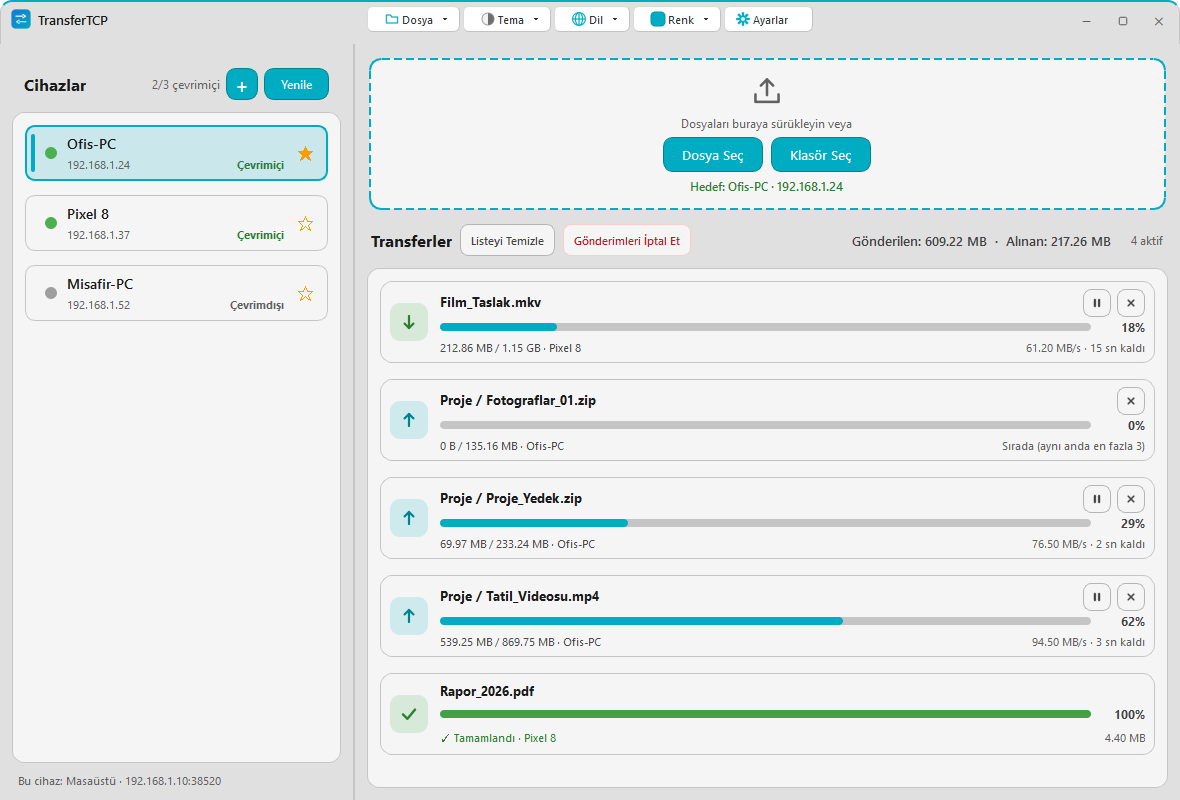 TransferTCP
Dosya
Tema
Dil
Renk
Ayarlar
Cihazlar
2/3 çevrimiçi
+
Yenile
Ofis-PC
192.168.1.24
Çevrimiçi
Pixel 8
192.168.1.37
Çevrimiçi
Misafir-PC
192.168.1.52
Çevrimdışı
Bu cihaz: Masaüstü · 192.168.1.10:38520
Dosyaları buraya sürükleyin veya
Dosya Seç
Klasör Seç
Hedef: Ofis-PC · 192.168.1.24
Transferler
Listeyi Temizle
Gönderimleri İptal Et
Gönderilen: 609.22 MB · Alınan: 217.26 MB
4 aktif
Film_Taslak.mkv
18%
212.86 MB / 1.15 GB · Pixel 8
61.20 MB/s · 15 sn kaldı
Proje / Fotograflar_01.zip
0%
0 B / 135.16 MB · Ofis-PC
Sırada (aynı anda en fazla 3)
Proje / Proje_Yedek.zip
29%
69.97 MB / 233.24 MB · Ofis-PC
76.50 MB/s · 2 sn kaldı
Proje / Tatil_Videosu.mp4
62%
539.25 MB / 869.75 MB · Ofis-PC
94.50 MB/s · 3 sn kaldı
Rapor_2026.pdf
100%
✓ Tamamlandı · Pixel 8
4.40 MB